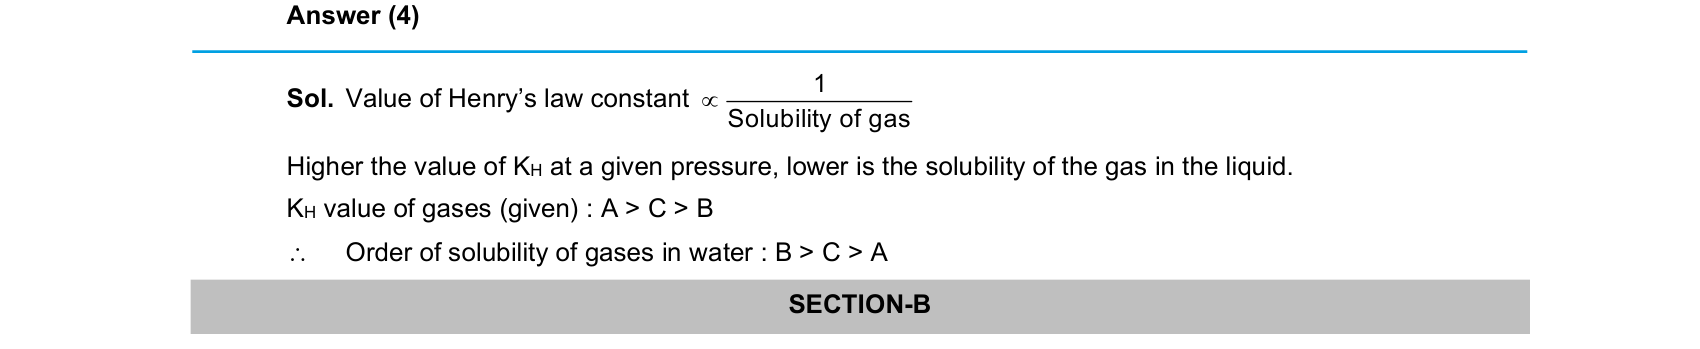 Answer (4)
Sol. Value of Henry’s law constant ∝ 1 / Solubility of gas
Higher the value of KH at a given pressure, lower is the solubility of the gas in the liquid.
KH value of gases (given) : A > C > B
∴ Order of solubility of gases in water : B > C > A
SECTION-B